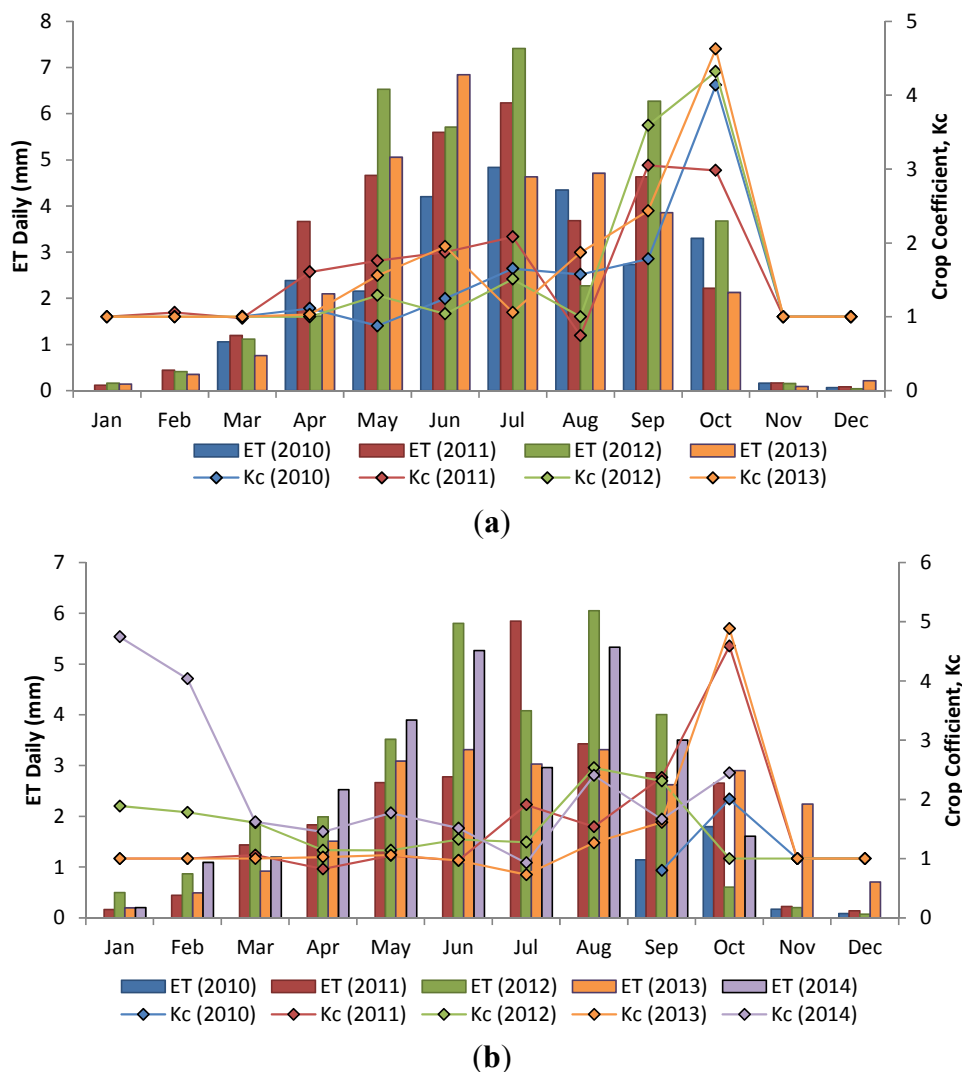 8
7
6
5
4
3
2
1
0
ET Daily (mm)
5
4
3
2
1
0
Crop Coefficient, Kc
Jan Feb Mar Apr May Jun Jul Aug Sep Oct Nov Dec
ET (2010) ET (2011) ET (2012) ET (2013)
Kc (2010) Kc (2011) Kc (2012) Kc (2013)
(a)
7
6
5
4
3
2
1
0
ET Daily (mm)
6
5
4
3
2
1
0
Crop Cofficient, Kc
Jan Feb Mar Apr May Jun Jul Aug Sep Oct Nov Dec
ET (2010) ET (2011) ET (2012) ET (2013) ET (2014)
Kc (2010) Kc (2011) Kc (2012) Kc (2013) Kc (2014)
(b)